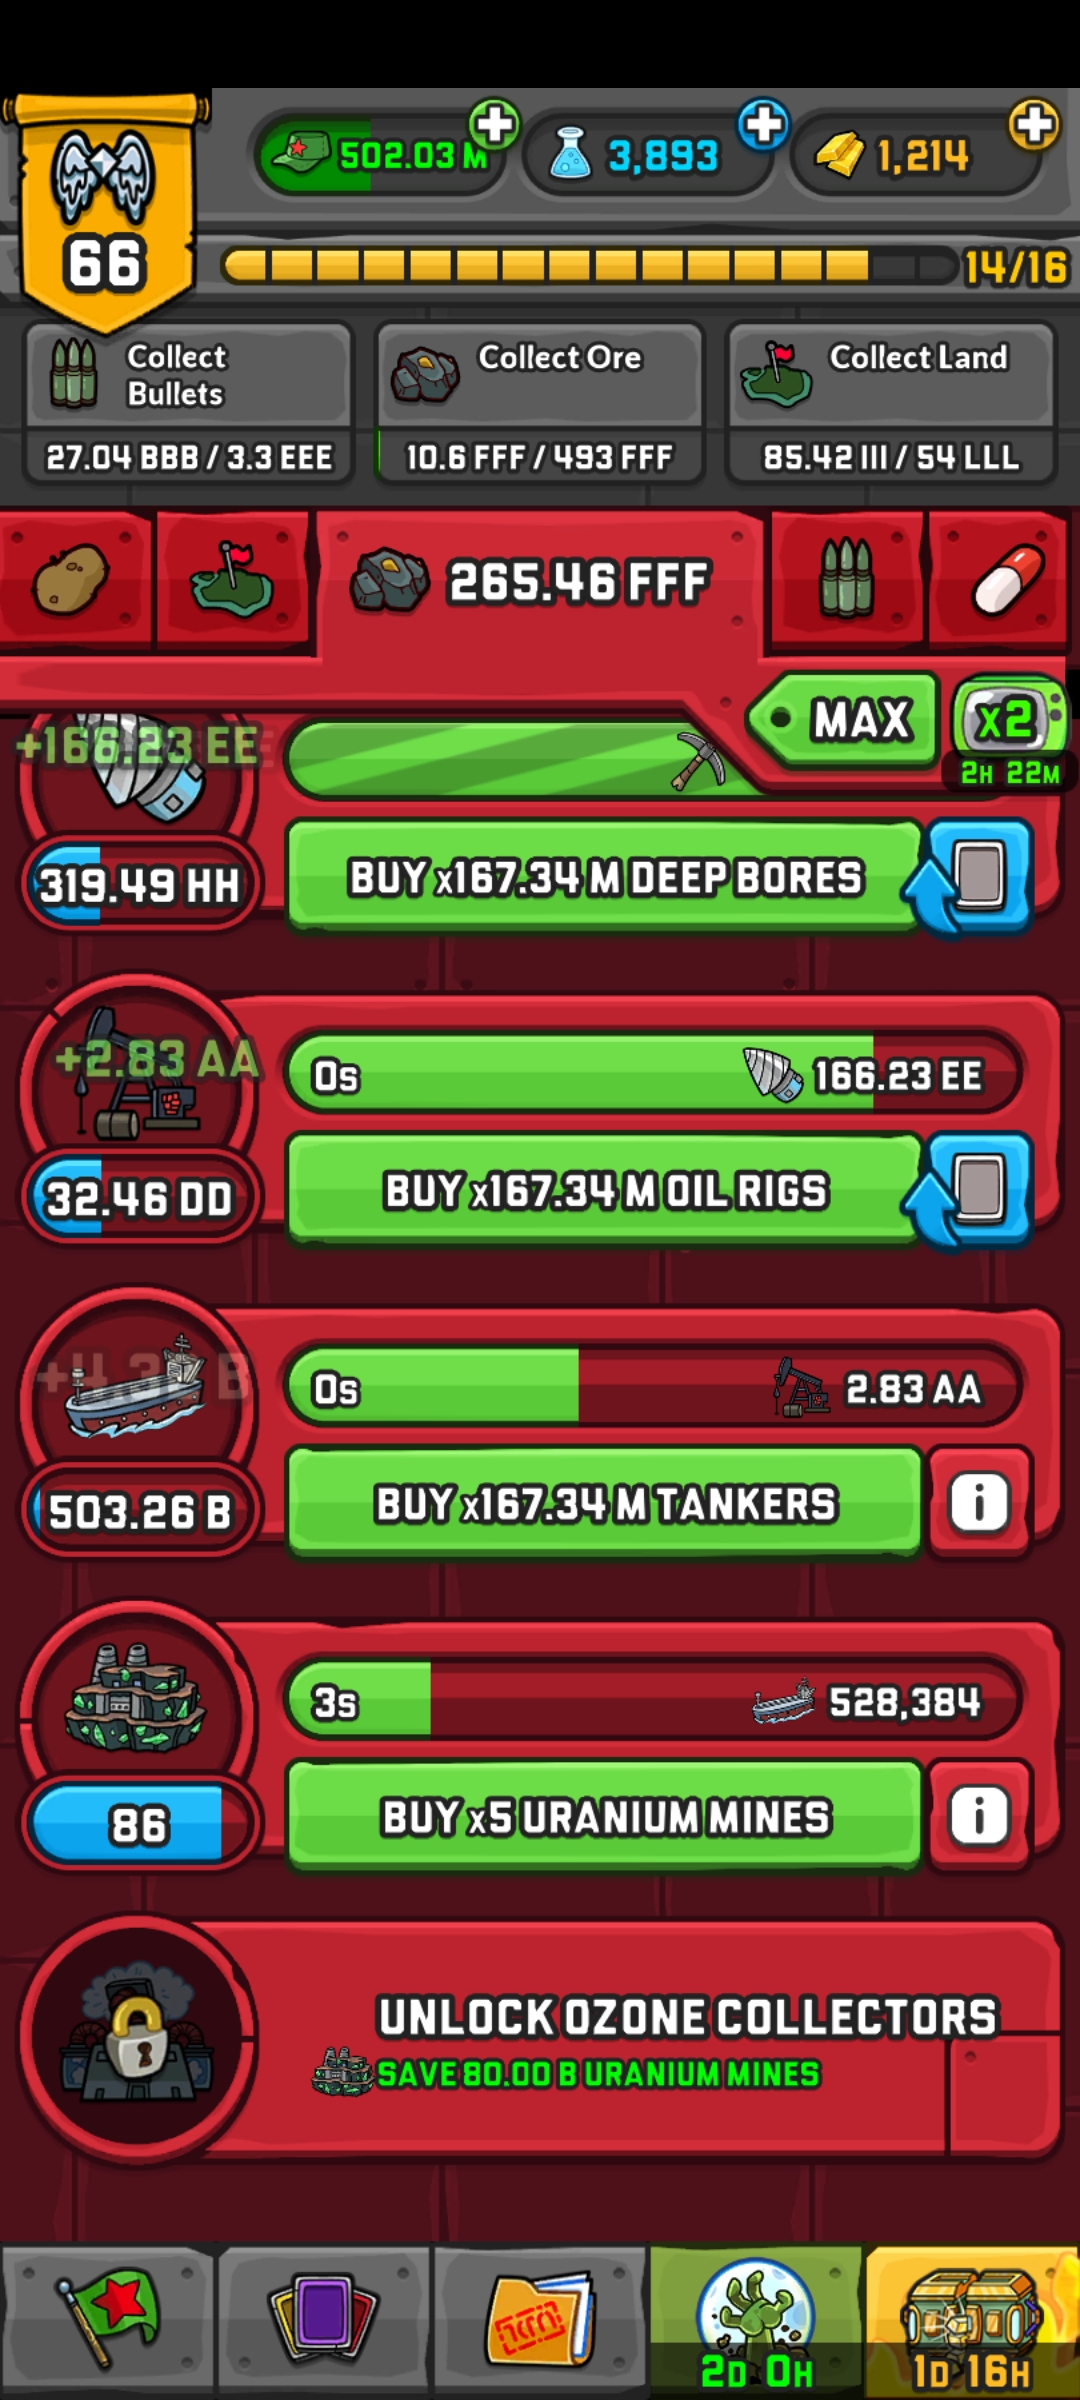 502.03 M
3,893
1,214
66
14/16
Collect
Bullets
27.04 BBB / 3.3 EEE
Collect Ore
10.6 FFF / 493 FFF
Collect Land
85.42 III / 54 LLL
265.46 FFF
MAX
x2
2H 22M
+166.23 EE
319.49 HH
BUY x167.34 M DEEP BORES
+2.83 AA
0s
166.23 EE
32.46 DD
BUY x167.34 M OIL RIGS
0s
2.83 AA
503.26 B
BUY x167.34 M TANKERS
i
3s
528,384
86
BUY x5 URANIUM MINES
i
UNLOCK OZONE COLLECTORS
SAVE 80.00 B URANIUM MINES
2D 0H
1D 16H